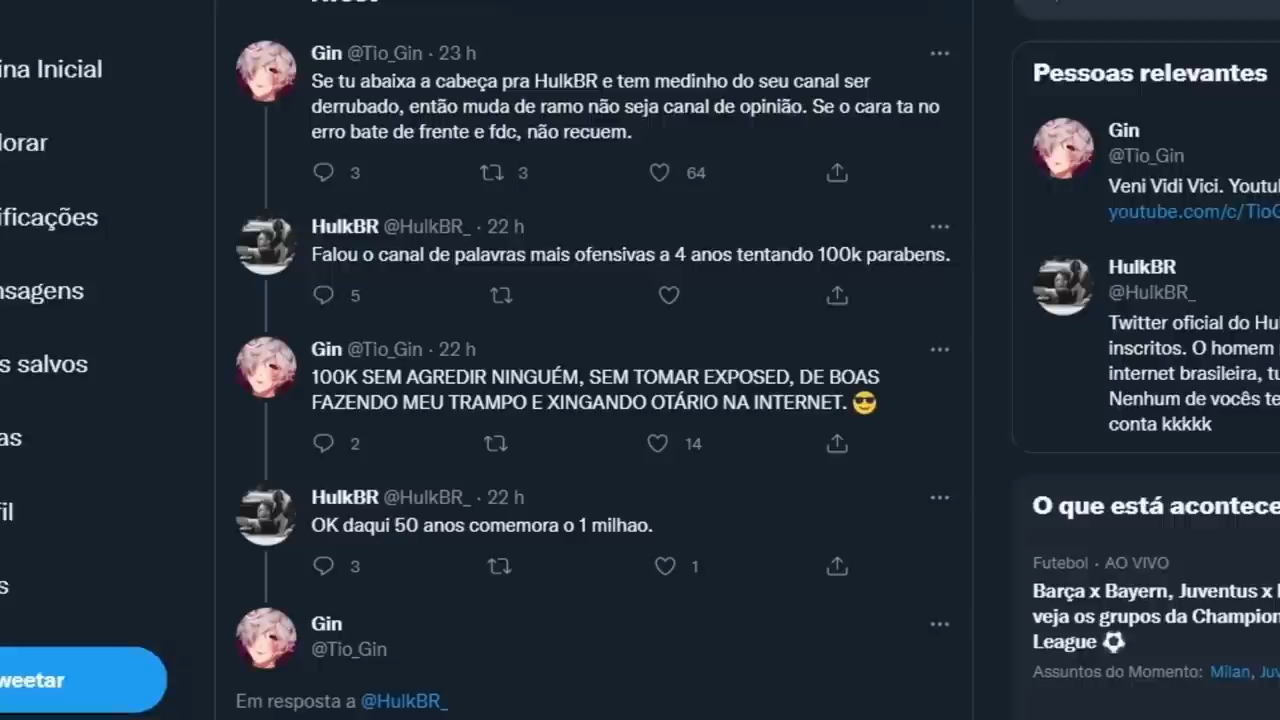 ina Inicial
lorar
ificações
nsagens
s salvos
as
fil
s
weetar
Gin @Tio_Gin · 23 h
Se tu abaixa a cabeça pra HulkBR e tem medinho do seu canal ser
derrubado, então muda de ramo não seja canal de opinião. Se o cara ta no
erro bate de frente e fdc, não recuem.
3 3 64
HulkBR @HulkBR_ · 22 h
Falou o canal de palavras mais ofensivas a 4 anos tentando 100k parabens.
5
Gin @Tio_Gin · 22 h
100K SEM AGREDIR NINGUÉM, SEM TOMAR EXPOSED, DE BOAS
FAZENDO MEU TRAMPO E XINGANDO OTÁRIO NA INTERNET. 😎
2 14
HulkBR @HulkBR_ · 22 h
OK daqui 50 anos comemora o 1 milhao.
3 1
Gin
@Tio_Gin
Em resposta a @HulkBR_
Pessoas relevantes
Gin
@Tio_Gin
Veni Vidi Vici. Youtu
youtube.com/c/TioG
HulkBR
@HulkBR_
Twitter oficial do Hu
inscritos. O homem
internet brasileira, tu
Nenhum de vocês te
conta kkkkk
O que está acontece
Futebol · AO VIVO
Barça x Bayern, Juventus x
veja os grupos da Champion
League ⚽
Assuntos do Momento: Milan, Juv